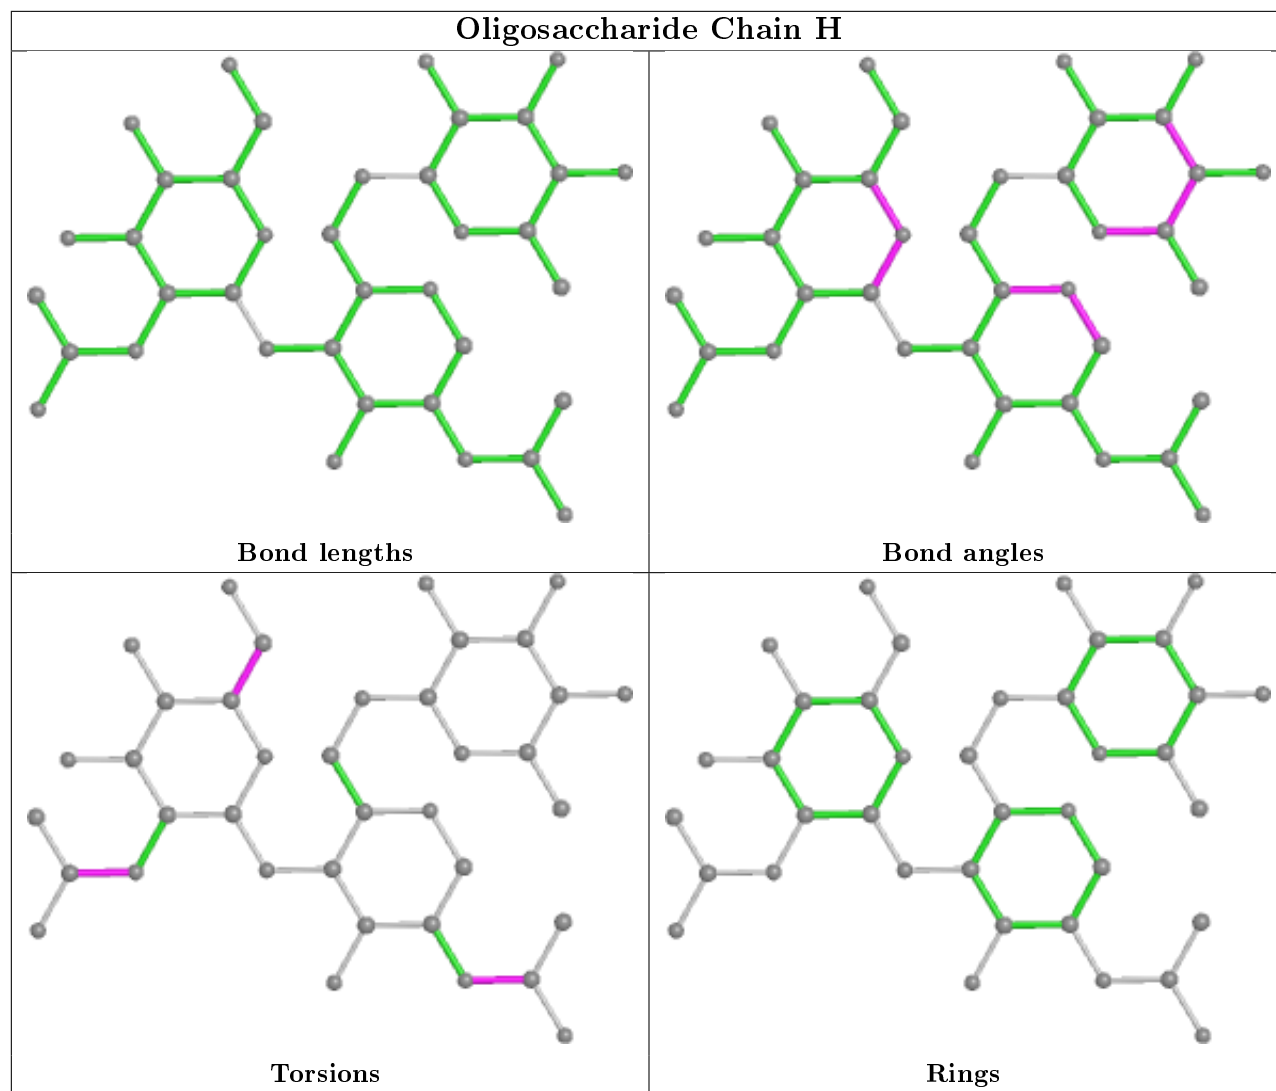 Oligosaccharide Chain H
Bond lengths
Bond angles
Torsions
Rings